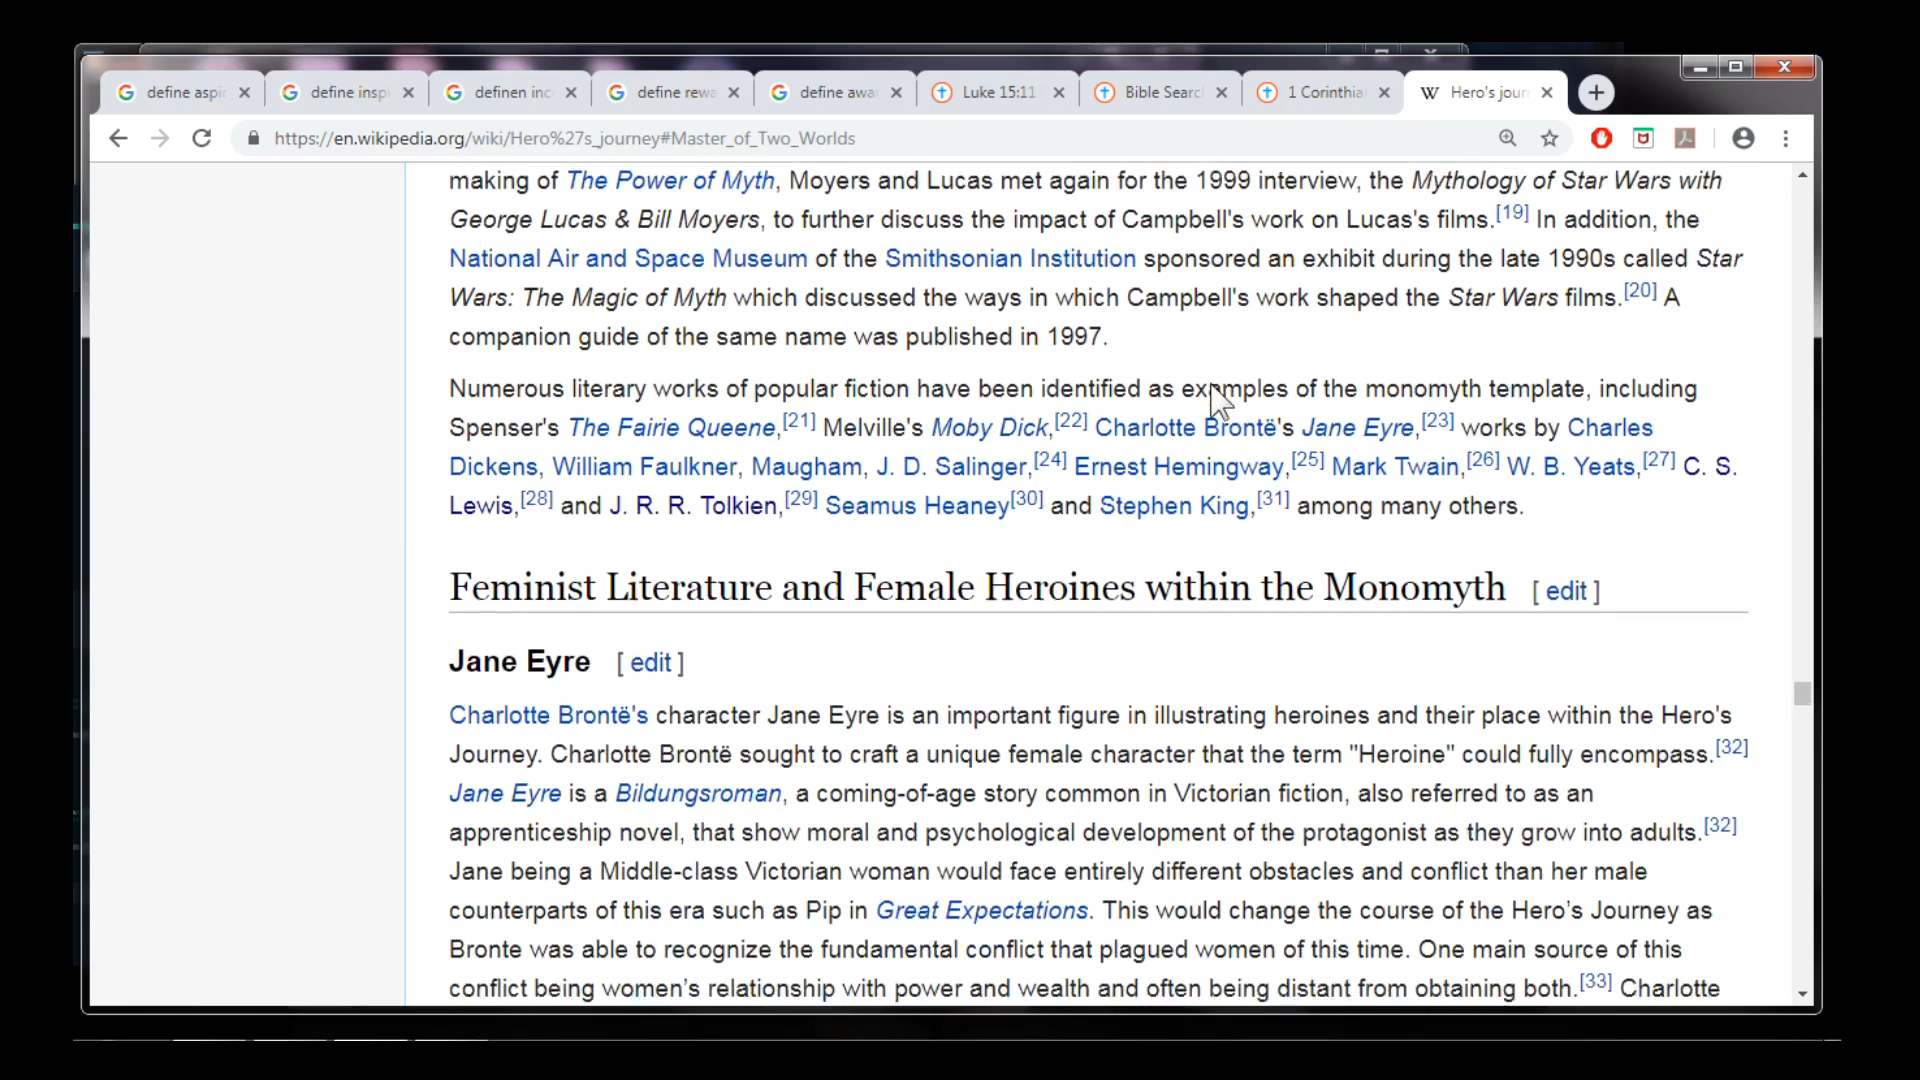 define aspi
define insp
definen inc
define rewa
define awa
Luke 15:11
Bible Searc
1 Corinthia
Hero's jour
https://en.wikipedia.org/wiki/Hero%27s_journey#Master_of_Two_Worlds
making of The Power of Myth, Moyers and Lucas met again for the 1999 interview, the Mythology of Star Wars with
George Lucas & Bill Moyers, to further discuss the impact of Campbell's work on Lucas's films.[19] In addition, the
National Air and Space Museum of the Smithsonian Institution sponsored an exhibit during the late 1990s called Star
Wars: The Magic of Myth which discussed the ways in which Campbell's work shaped the Star Wars films.[20] A
companion guide of the same name was published in 1997.
Numerous literary works of popular fiction have been identified as examples of the monomyth template, including
Spenser's The Fairie Queene,[21] Melville's Moby Dick,[22] Charlotte Brontë's Jane Eyre,[23] works by Charles
Dickens, William Faulkner, Maugham, J. D. Salinger,[24] Ernest Hemingway,[25] Mark Twain,[26] W. B. Yeats,[27] C. S.
Lewis,[28] and J. R. R. Tolkien,[29] Seamus Heaney[30] and Stephen King,[31] among many others.
Feminist Literature and Female Heroines within the Monomyth [ edit ]
Jane Eyre [ edit ]
Charlotte Brontë's character Jane Eyre is an important figure in illustrating heroines and their place within the Hero's
Journey. Charlotte Brontë sought to craft a unique female character that the term "Heroine" could fully encompass.[32]
Jane Eyre is a Bildungsroman, a coming-of-age story common in Victorian fiction, also referred to as an
apprenticeship novel, that show moral and psychological development of the protagonist as they grow into adults.[32]
Jane being a Middle-class Victorian woman would face entirely different obstacles and conflict than her male
counterparts of this era such as Pip in Great Expectations. This would change the course of the Hero’s Journey as
Bronte was able to recognize the fundamental conflict that plagued women of this time. One main source of this
conflict being women’s relationship with power and wealth and often being distant from obtaining both.[33] Charlotte